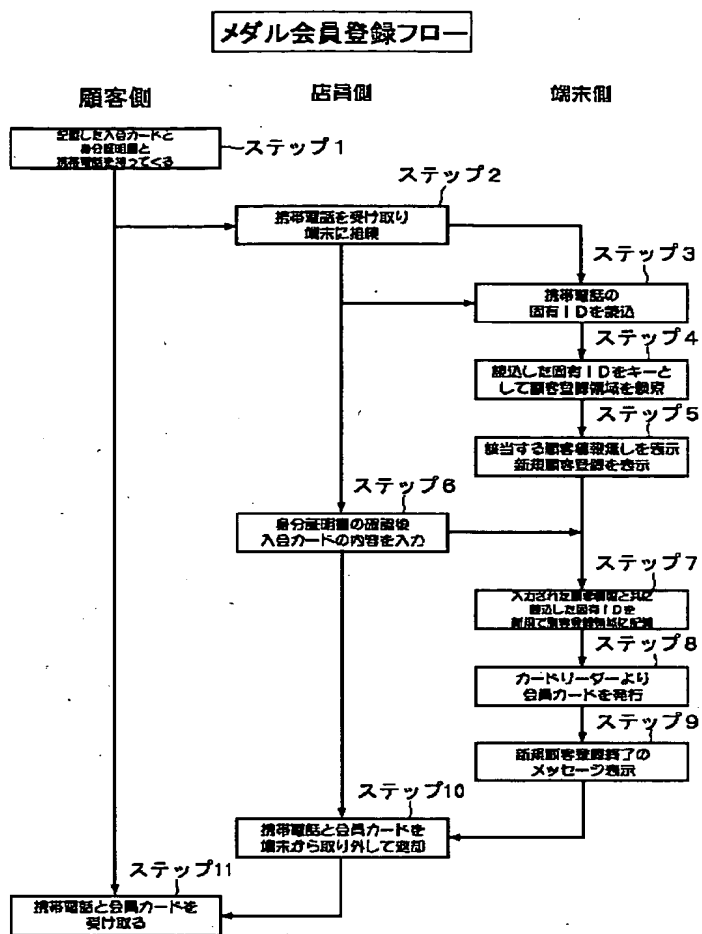 メダル会員登録フロー
顧客側
店員側
端末側
記載した入会カードと
身分証明書と
携帯電話を持ってくる
ステップ1
ステップ2
携帯電話を受け取り
端末に接続
ステップ3
携帯電話の
固有IDを読込
ステップ4
読込した固有IDをキーと
して顧客登録領域を検索
ステップ5
該当する顧客情報無しを表示
新規顧客登録を表示
ステップ6
身分証明書の確認後
入会カードの内容を入力
ステップ7
入力された顧客情報と共に
読込した固有IDを
顧客登録領域に記憶
ステップ8
カードリーダーより
会員カードを発行
ステップ9
新規顧客登録終了の
メッセージ表示
ステップ10
携帯電話と会員カードを
端末から取り外して返却
ステップ11
携帯電話と会員カードを
受け取る